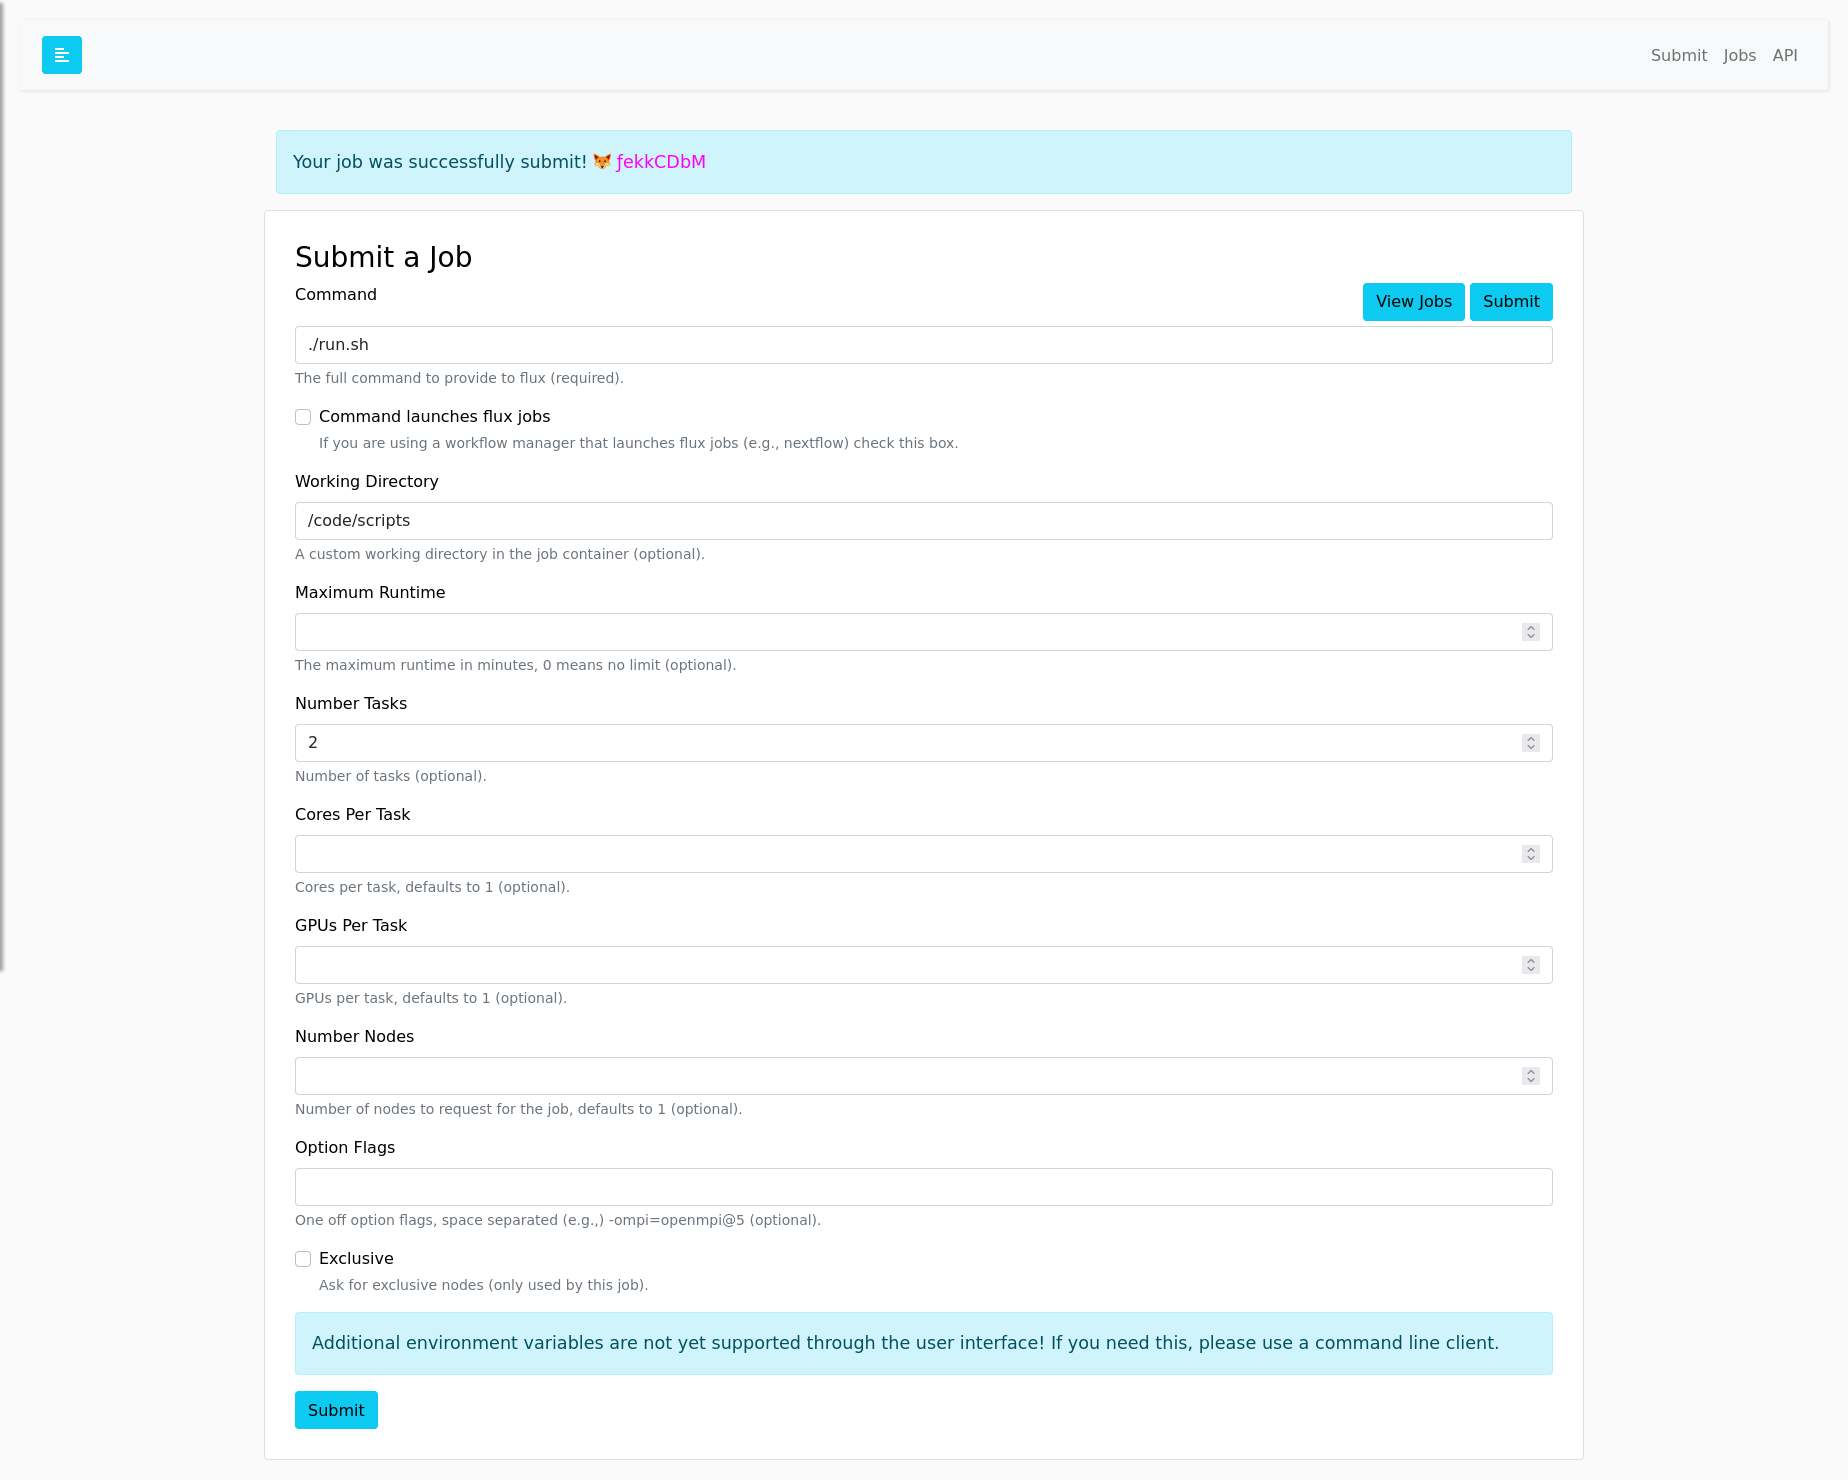 Submit Jobs API
Your job was successfully submit! 🦊 ƒekkCDbM
Submit a Job
Command
View Jobs Submit
./run.sh
The full command to provide to flux (required).
Command launches flux jobs
If you are using a workflow manager that launches flux jobs (e.g., nextflow) check this box.
Working Directory
/code/scripts
A custom working directory in the job container (optional).
Maximum Runtime
The maximum runtime in minutes, 0 means no limit (optional).
Number Tasks
2
Number of tasks (optional).
Cores Per Task
Cores per task, defaults to 1 (optional).
GPUs Per Task
GPUs per task, defaults to 1 (optional).
Number Nodes
Number of nodes to request for the job, defaults to 1 (optional).
Option Flags
One off option flags, space separated (e.g.,) -ompi=openmpi@5 (optional).
Exclusive
Ask for exclusive nodes (only used by this job).
Additional environment variables are not yet supported through the user interface! If you need this, please use a command line client.
Submit